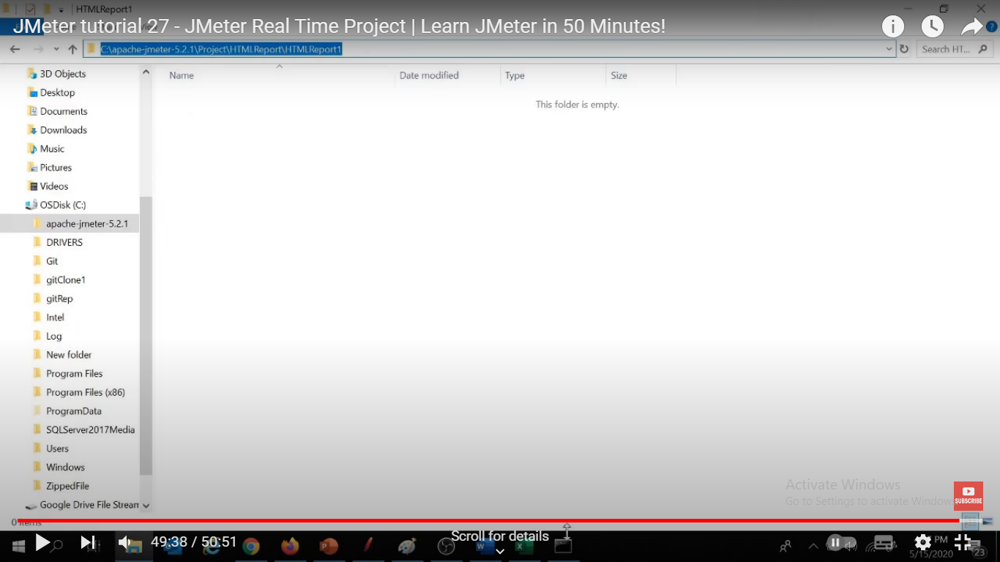 HTMLReport1
JMeter tutorial 27 - JMeter Real Time Project | Learn JMeter in 50 Minutes!
C:\apache-jmeter-5.2.1\Project\HTMLReport\HTMLReport1
Search HT...
3D Objects
Name
Date modified
Type
Size
This folder is empty.
Desktop
Documents
Downloads
Music
Pictures
Videos
OSDisk (C:)
apache-jmeter-5.2.1
DRIVERS
Git
gitClone1
gitRep
Intel
Log
New folder
Program Files
Program Files (x86)
ProgramData
SQLServer2017Media
Users
Windows
ZippedFile
Google Drive File Stream
Activate Windows
Go to Settings to activate Windows
SUBSCRIBE
0 items
49:38 / 50:51
Scroll for details
PM
5/15/2020
23